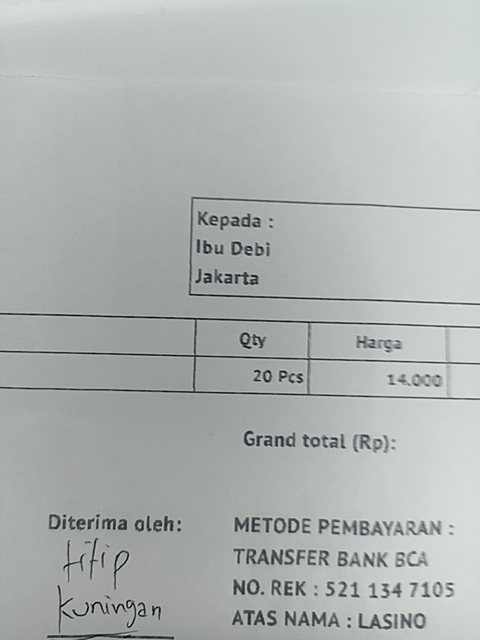 Kepada :
Ibu Debi
Jakarta
Qty Harga
20 Pcs 14.000
Grand total (Rp):
Diterima oleh:
titip
Kuningan
METODE PEMBAYARAN :
TRANSFER BANK BCA
NO. REK : 521 134 7105
ATAS NAMA : LASINO